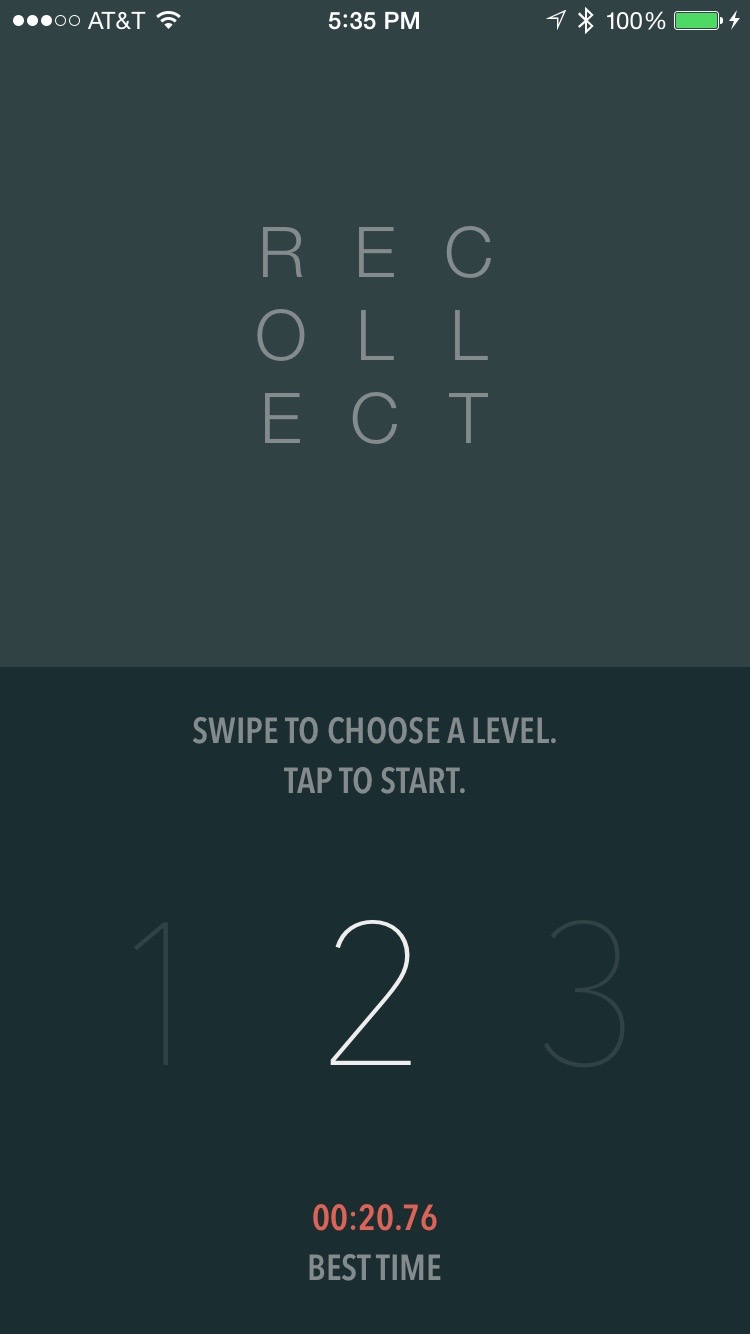 AT&T 5:35 PM 100%
R E C
O L L
E C T
SWIPE TO CHOOSE A LEVEL.
TAP TO START.
1 2 3
00:20.76
BEST TIME